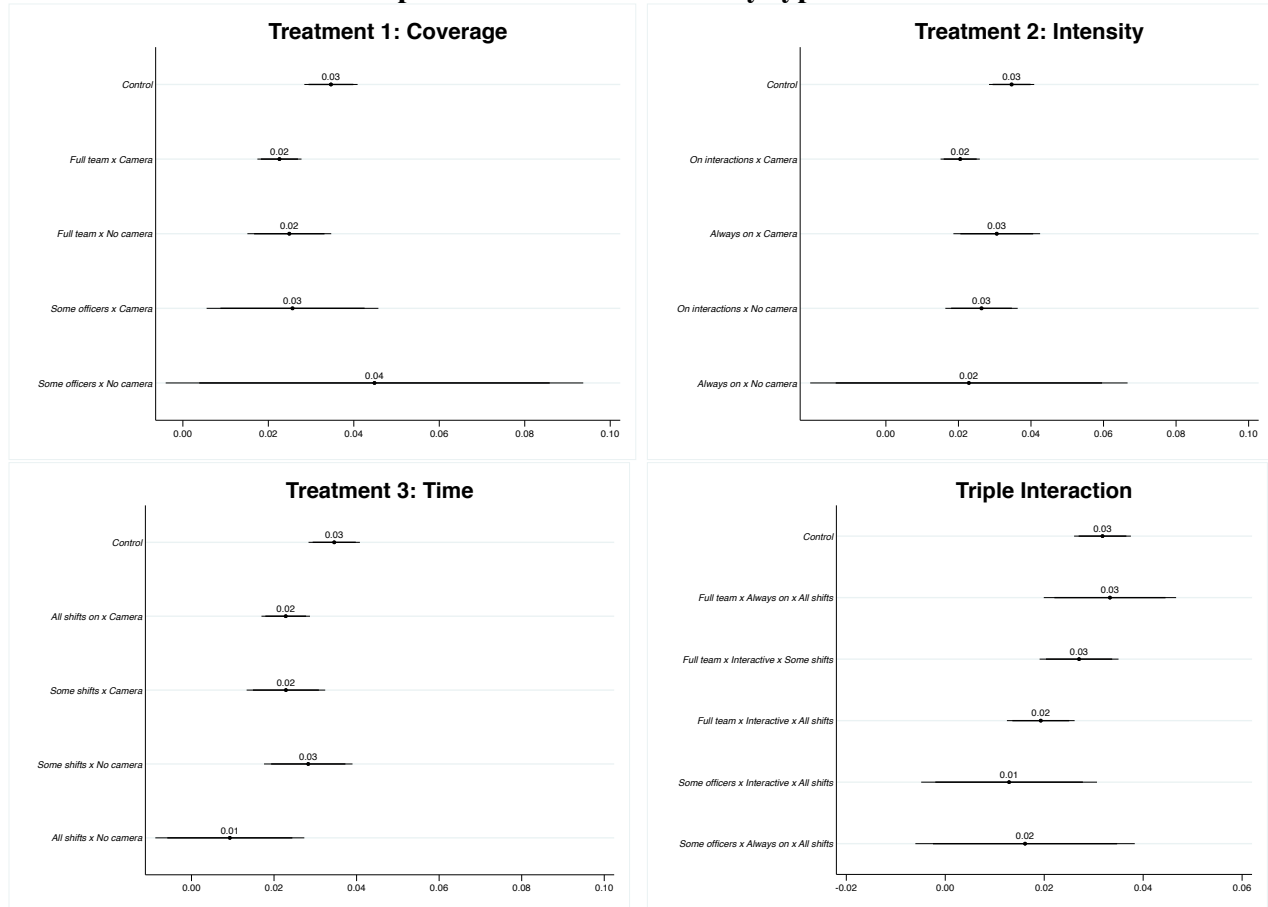 Treatment 1: Coverage
Control
0.03
Full team x Camera
0.02
Full team x No camera
0.02
Some officers x Camera
0.03
Some officers x No camera
0.04
0.00 0.02 0.04 0.06 0.08 0.10
Treatment 2: Intensity
Control
0.03
On interactions x Camera
0.02
Always on x Camera
0.03
On interactions x No camera
0.03
Always on x No camera
0.02
0.00 0.02 0.04 0.06 0.08 0.10
Treatment 3: Time
Control
0.03
All shifts on x Camera
0.02
Some shifts x Camera
0.02
Some shifts x No camera
0.03
All shifts x No camera
0.01
0.00 0.02 0.04 0.06 0.08 0.10
Triple Interaction
Control
0.03
Full team x Always on x All shifts
0.03
Full team x Interactive x Some shifts
0.03
Full team x Interactive x All shifts
0.02
Some officers x Interactive x All shifts
0.01
Some officers x Always on x All shifts
0.02
-0.02 0.00 0.02 0.04 0.06